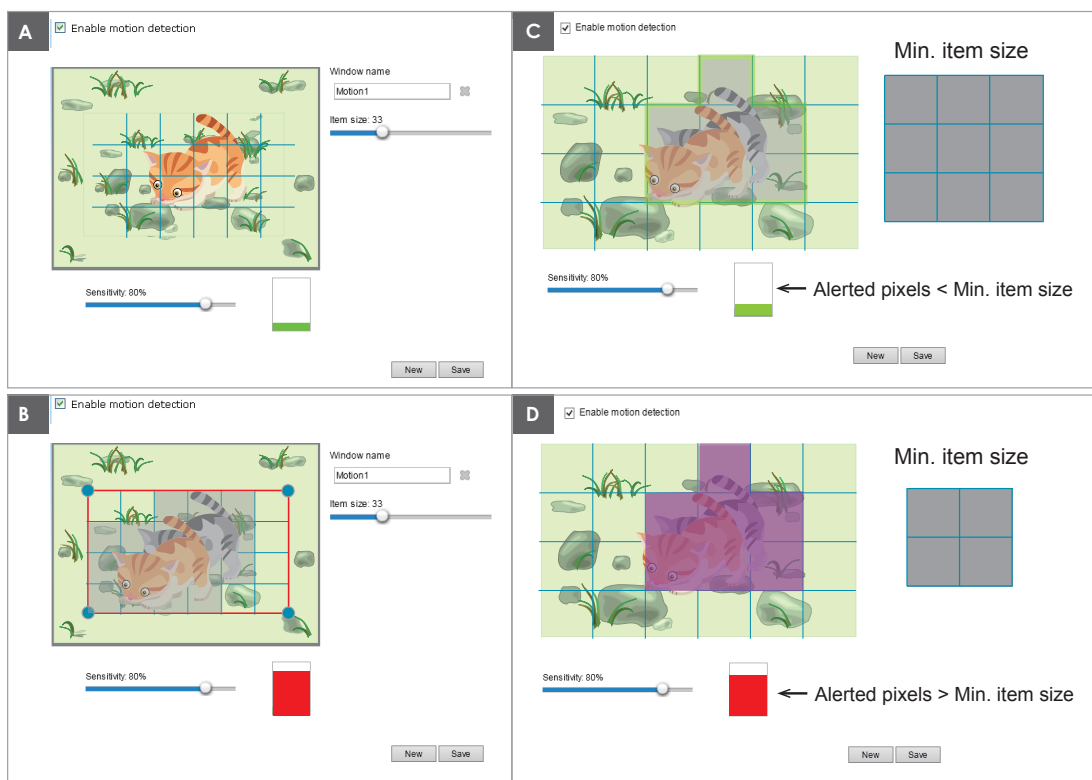 A
Enable motion detection
Window name
Motion1
Item size: 33
Sensitivity: 80%
New Save
C
Enable motion detection
Min. item size
Sensitivity: 80%
Alerted pixels < Min. item size
New Save
B
Enable motion detection
Window name
Motion1
Item size: 33
Sensitivity: 80%
New Save
D
Enable motion detection
Min. item size
Sensitivity: 80%
Alerted pixels > Min. item size
New Save